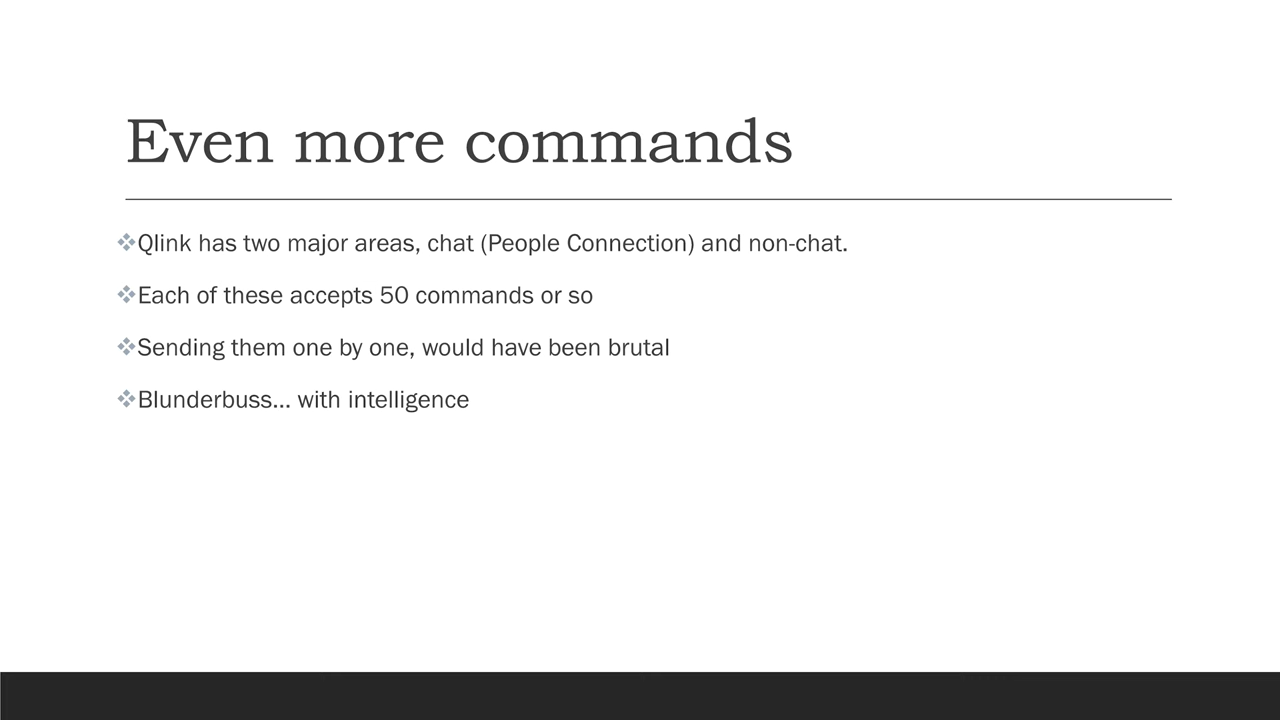 Even more commands
❖Qlink has two major areas, chat (People Connection) and non-chat.
❖Each of these accepts 50 commands or so
❖Sending them one by one, would have been brutal
❖Blunderbuss... with intelligence